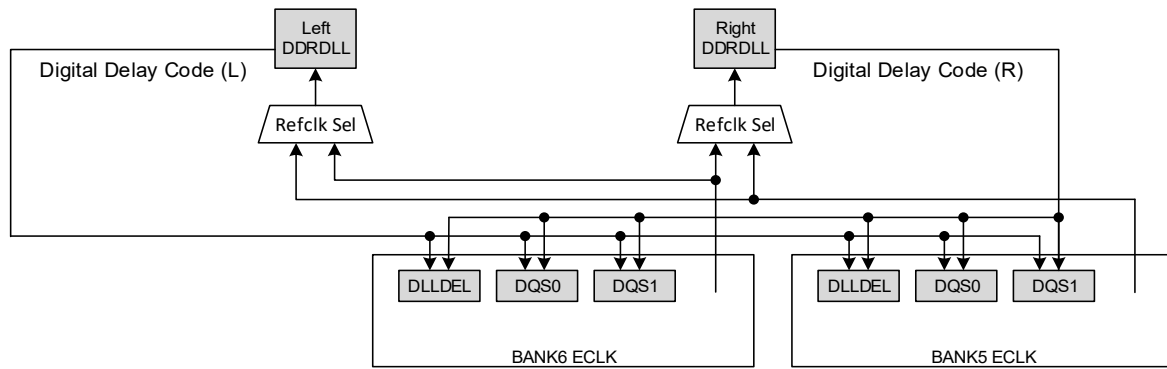 Left
DDRDLL
Right
DDRDLL
Digital Delay Code (L)
Digital Delay Code (R)
Refclk Sel
Refclk Sel
DLLDEL
DQS0
DQS1
DLLDEL
DQS0
DQS1
BANK6 ECLK
BANK5 ECLK